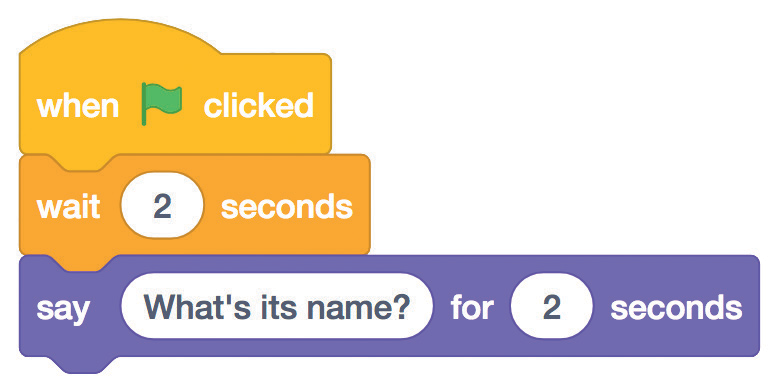 when clicked
wait 2 seconds
say What's its name? for 2 seconds